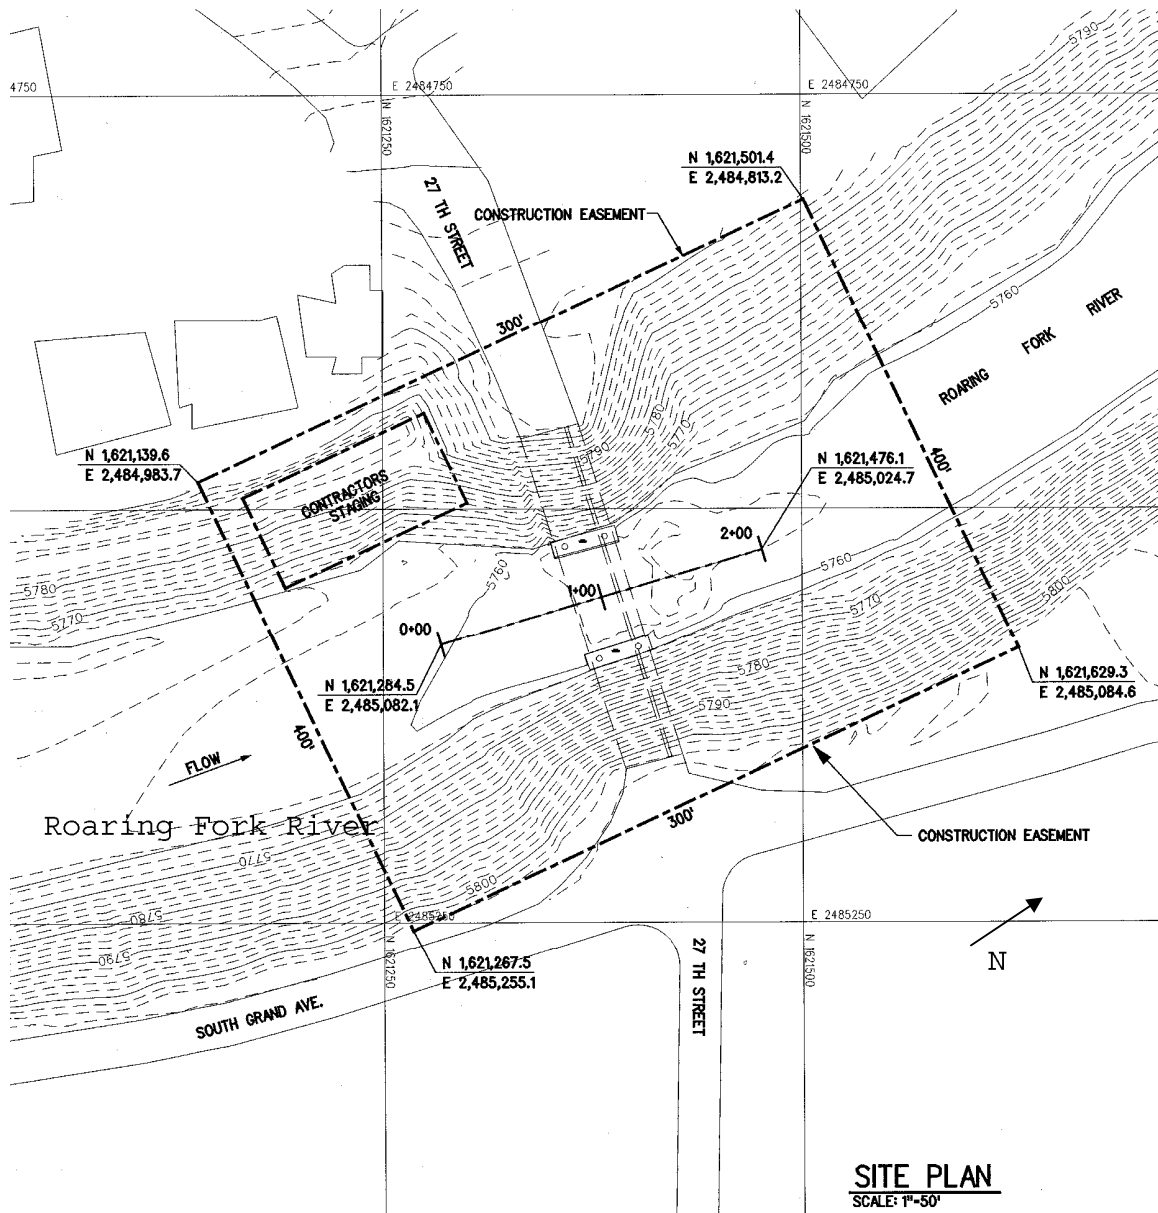 5790
4750
E 2484750
E 2484750
N 1621250
N 1621500
N 1,621,501.4
E 2,484,813.2
27 TH STREET
CONSTRUCTION EASEMENT
5760
ROARING FORK RIVER
300'
5780
5770
5790
N 1,621,139.6
E 2,484,983.7
CONTRACTORS
STAGING
N 1,621,476.1
E 2,485,024.7
400'
2+00
5760
5760
1+00
5780
5770
5770
5800
0+00
5780
N 1,621,629.3
E 2,485,084.6
N 1,621,284.5
E 2,485,082.1
5790
400'
FLOW
300'
Roaring Fork River
CONSTRUCTION EASEMENT
5770
5800
5780
E 2485250
E 2485250
5790
N 1621250
N 1621500
N 1,621,267.5
E 2,485,255.1
27 TH STREET
N
SOUTH GRAND AVE.
SITE PLAN
SCALE: 1"=50'